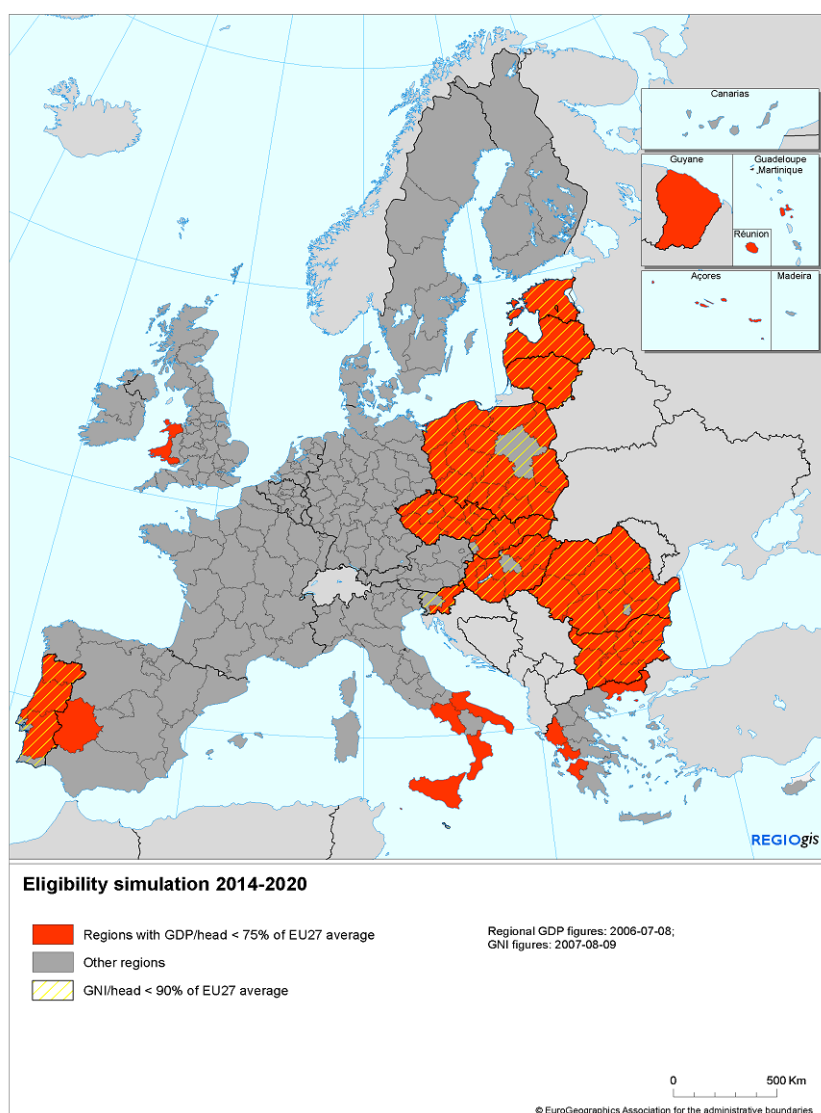 Canarias
Guyane
Guadeloupe
Martinique
Réunion
Açores
Madeira
REGIOgis
Eligibility simulation 2014-2020
Regions with GDP/head < 75% of EU27 average
Other regions
GNI/head < 90% of EU27 average
Regional GDP figures: 2006-07-08;
GNI figures: 2007-08-09
0 500 Km
© EuroGeographics Association for the administrative boundaries